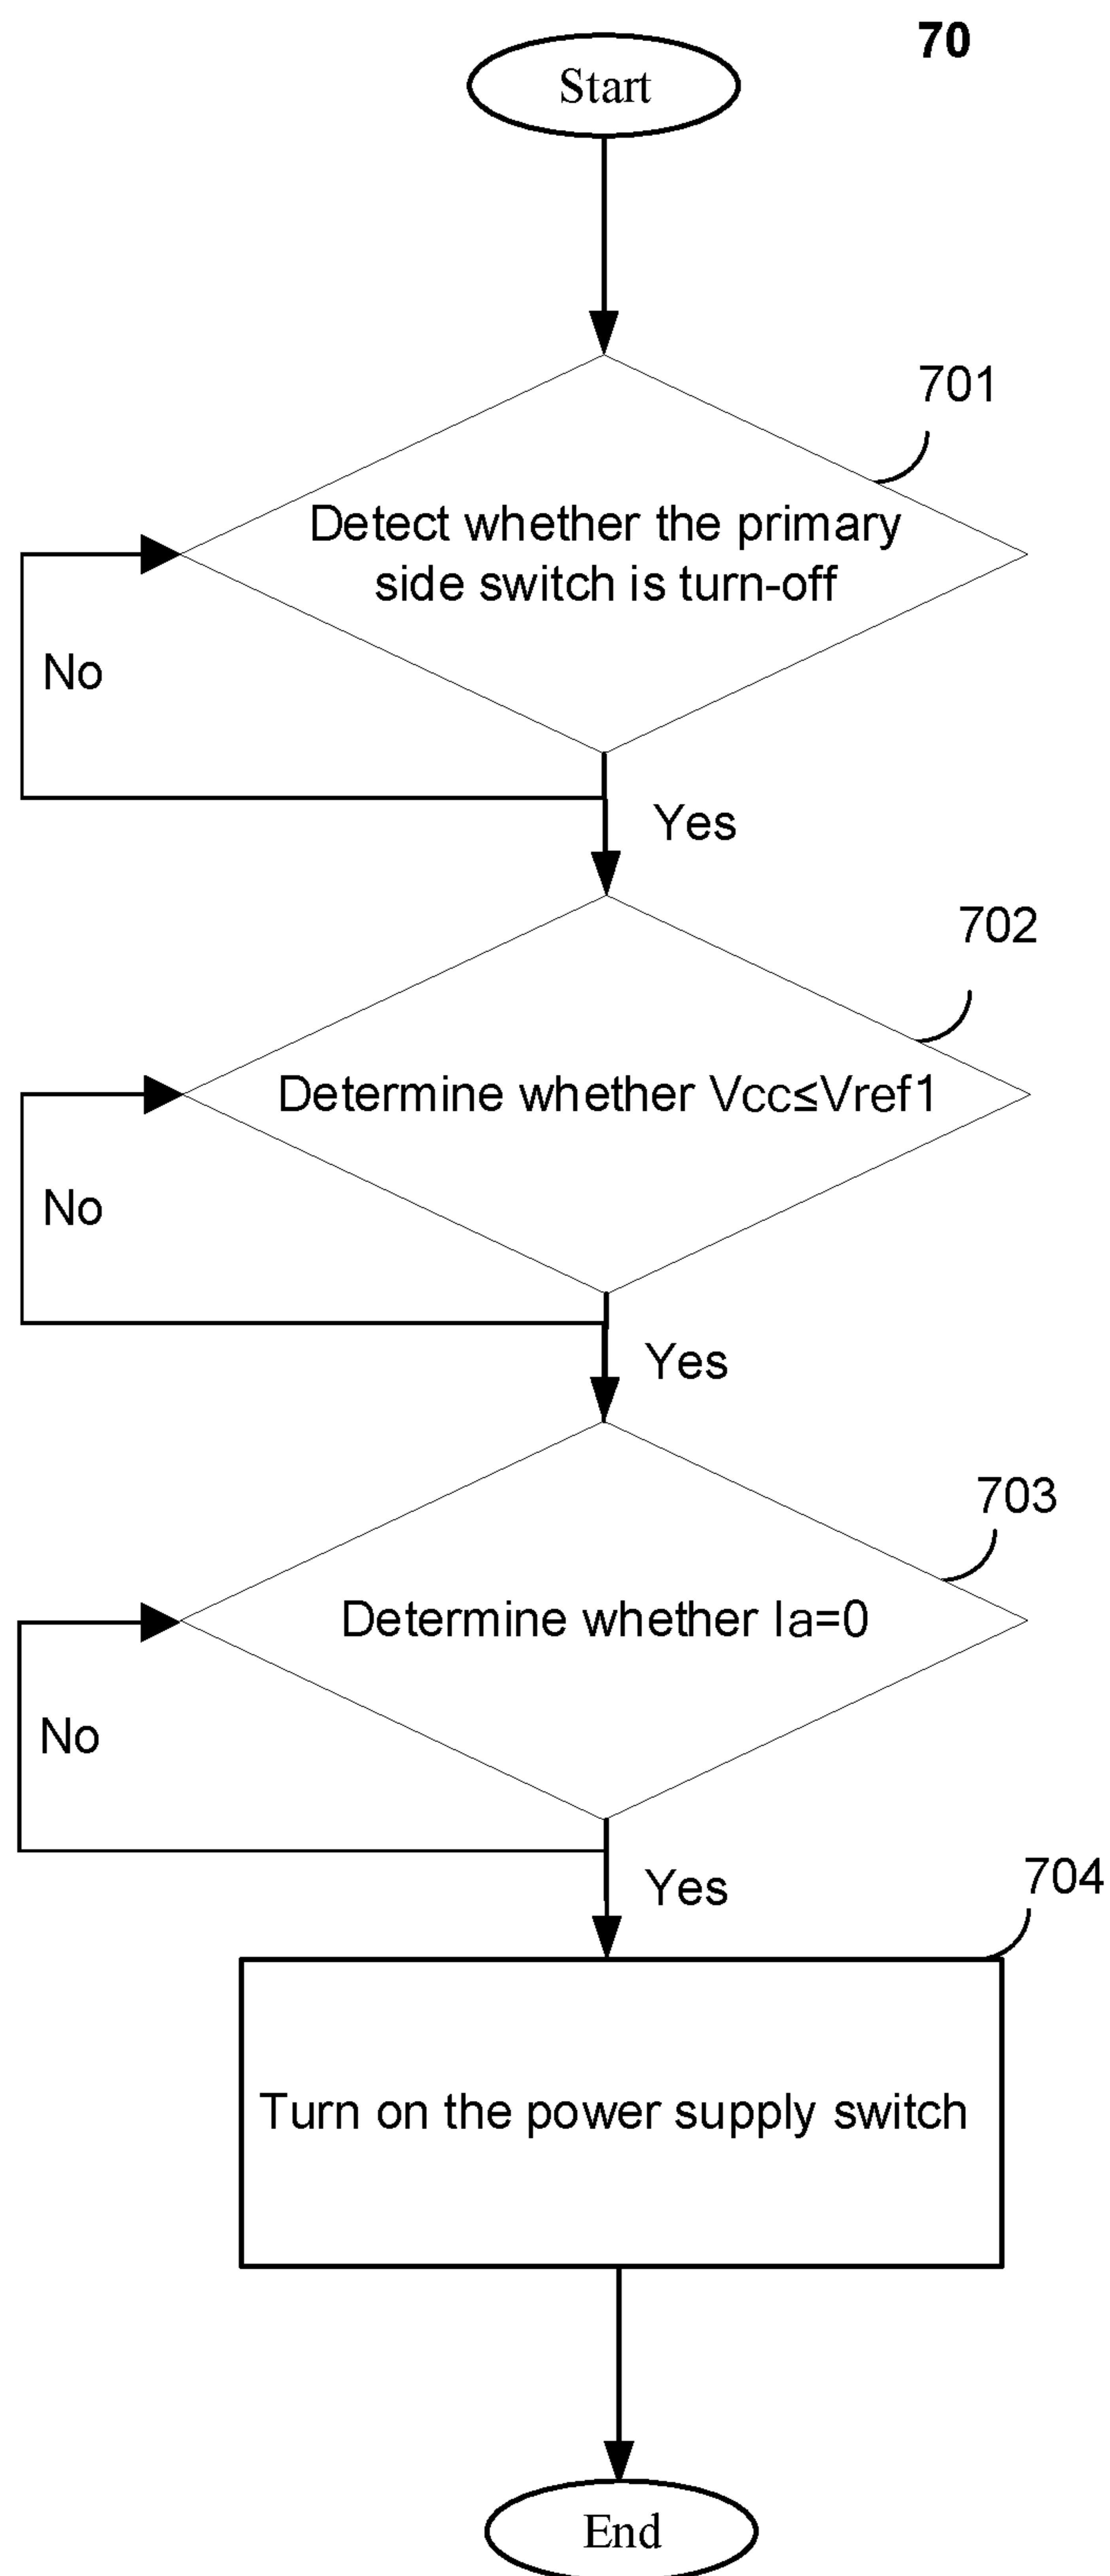 70
Start
701
Detect whether the primary
side switch is turn-off
No
Yes
702
Determine whether Vcc≤Vref1
No
Yes
703
Determine whether Ia=0
No
Yes
704
Turn on the power supply switch
End